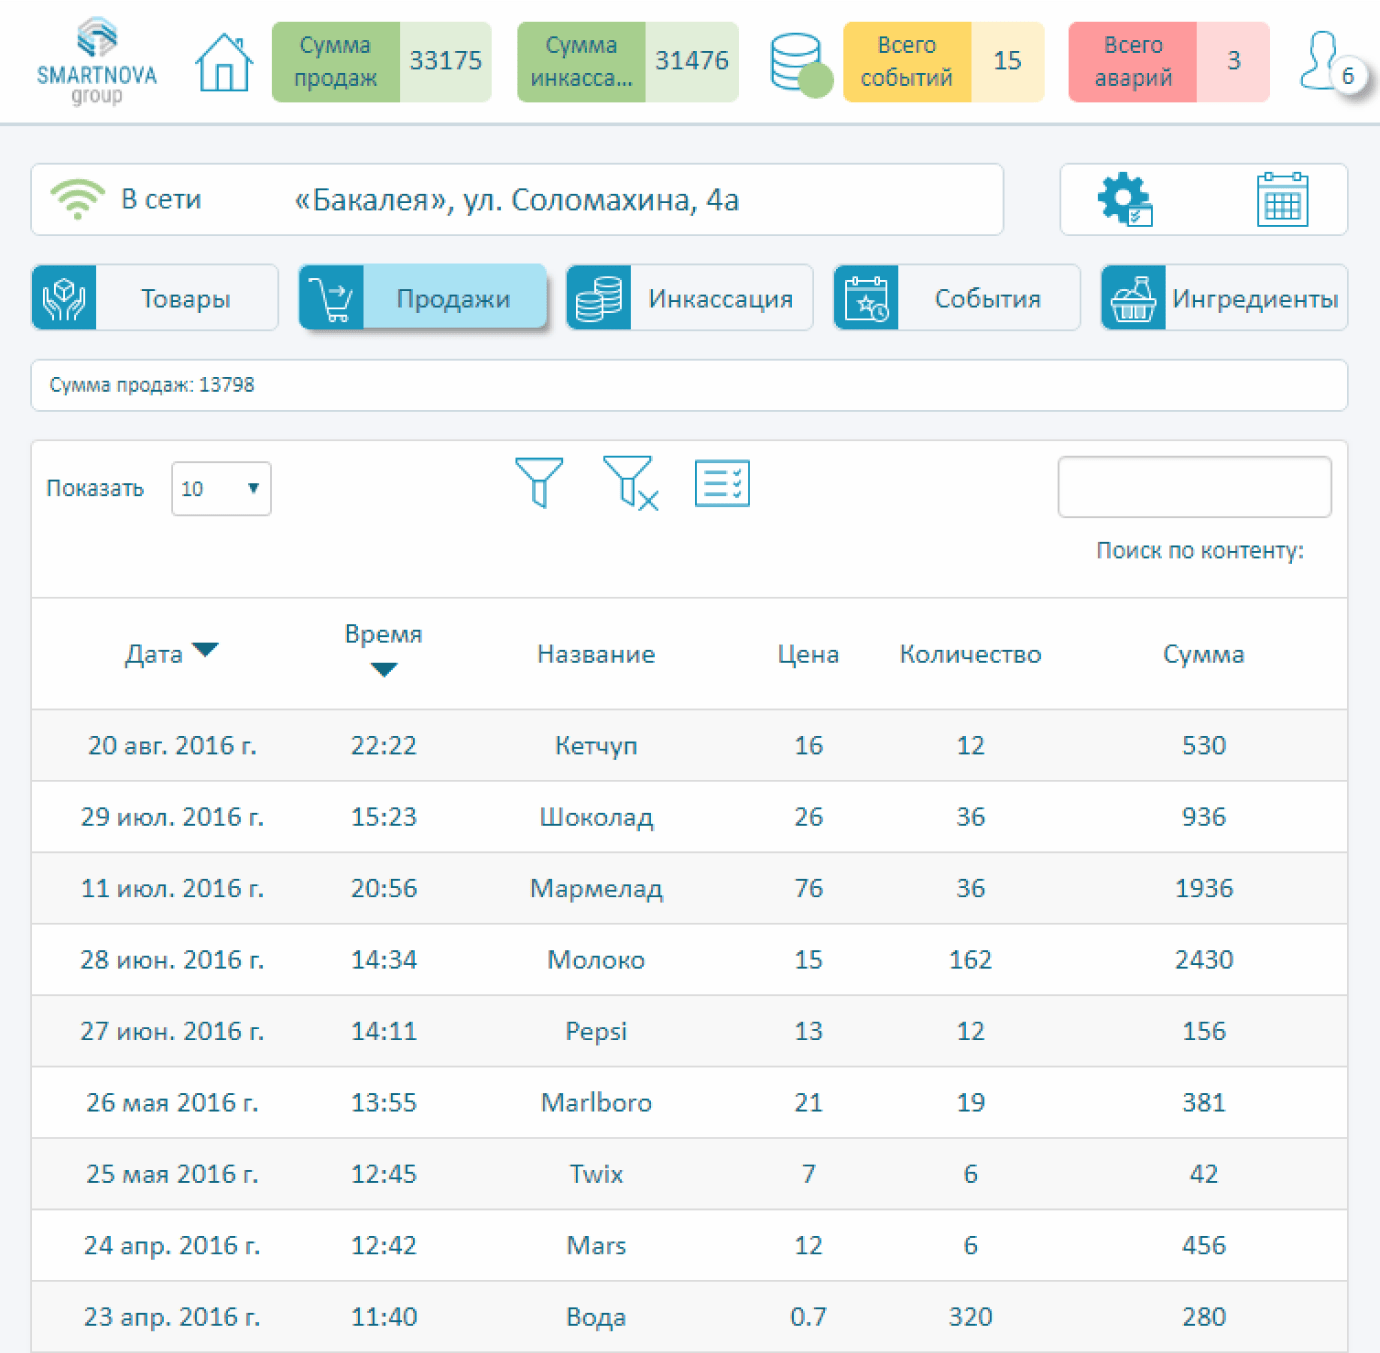 SMARTNOVA
group
Сумма
продаж
33175
Сумма
инкасса...
31476
Всего
событий
15
Всего
аварий
3
6
В сети «Бакалея», ул. Соломахина, 4а
Товары Продажи Инкассация События Ингредиенты
Сумма продаж: 13798
Показать 10
Поиск по контенту:
Дата Время Название Цена Количество Сумма
20 авг. 2016 г. 22:22 Кетчуп 16 12 530
29 июл. 2016 г. 15:23 Шоколад 26 36 936
11 июл. 2016 г. 20:56 Мармелад 76 36 1936
28 июн. 2016 г. 14:34 Молоко 15 162 2430
27 июн. 2016 г. 14:11 Pepsi 13 12 156
26 мая 2016 г. 13:55 Marlboro 21 19 381
25 мая 2016 г. 12:45 Twix 7 6 42
24 апр. 2016 г. 12:42 Mars 12 6 456
23 апр. 2016 г. 11:40 Вода 0.7 320 280